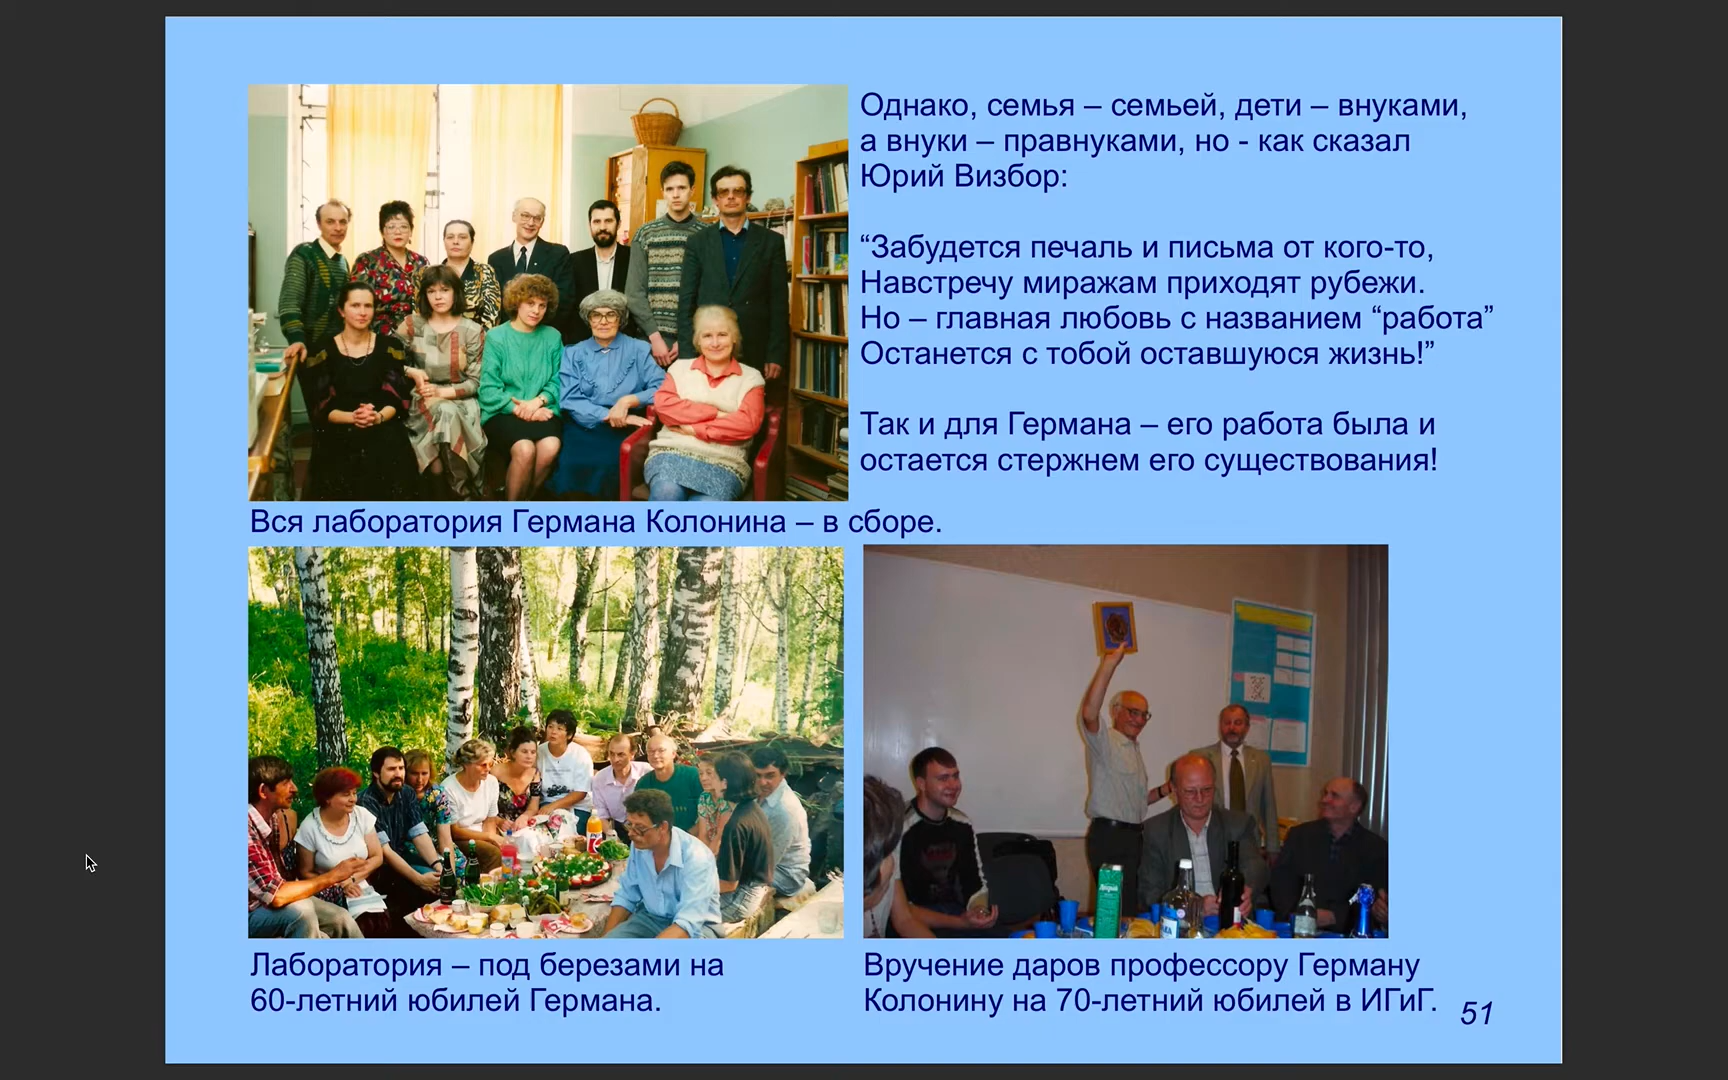 Однако, семья – семьей, дети – внуками,
а внуки – правнуками, но - как сказал
Юрий Визбор:
“Забудется печаль и письма от кого-то,
Навстречу миражам приходят рубежи.
Но – главная любовь с названием “работа”
Останется с тобой оставшуюся жизнь!”
Так и для Германа – его работа была и
остается стержнем его существования!
Вся лаборатория Германа Колонина – в сборе.
Лаборатория – под березами на
60-летний юбилей Германа.
Вручение даров профессору Герману
Колонину на 70-летний юбилей в ИГиГ.
51